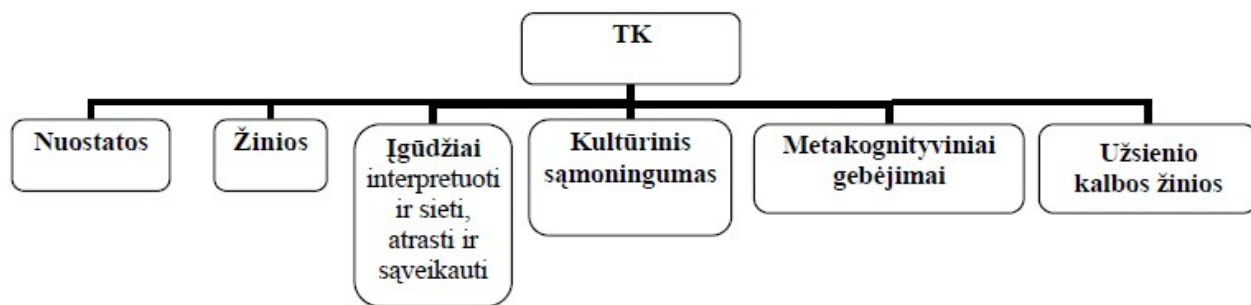 TK
Nuostatos
Žinios
Įgūdžiai
interpretuoti
ir sieti,
atrasti ir
sąveikauti
Kultūrinis
sąmoningumas
Metakognityviniai
gebėjimai
Užsienio
kalbos žinios